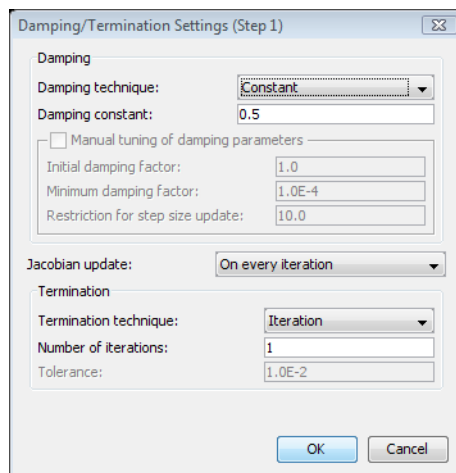 Damping/Termination Settings (Step 1)
Damping
Damping technique: Constant
Damping constant: 0.5
Manual tuning of damping parameters
Initial damping factor: 1.0
Minimum damping factor: 1.0E-4
Restriction for step size update: 10.0
Jacobian update: On every iteration
Termination
Termination technique: Iteration
Number of iterations: 1
Tolerance: 1.0E-2
OK Cancel